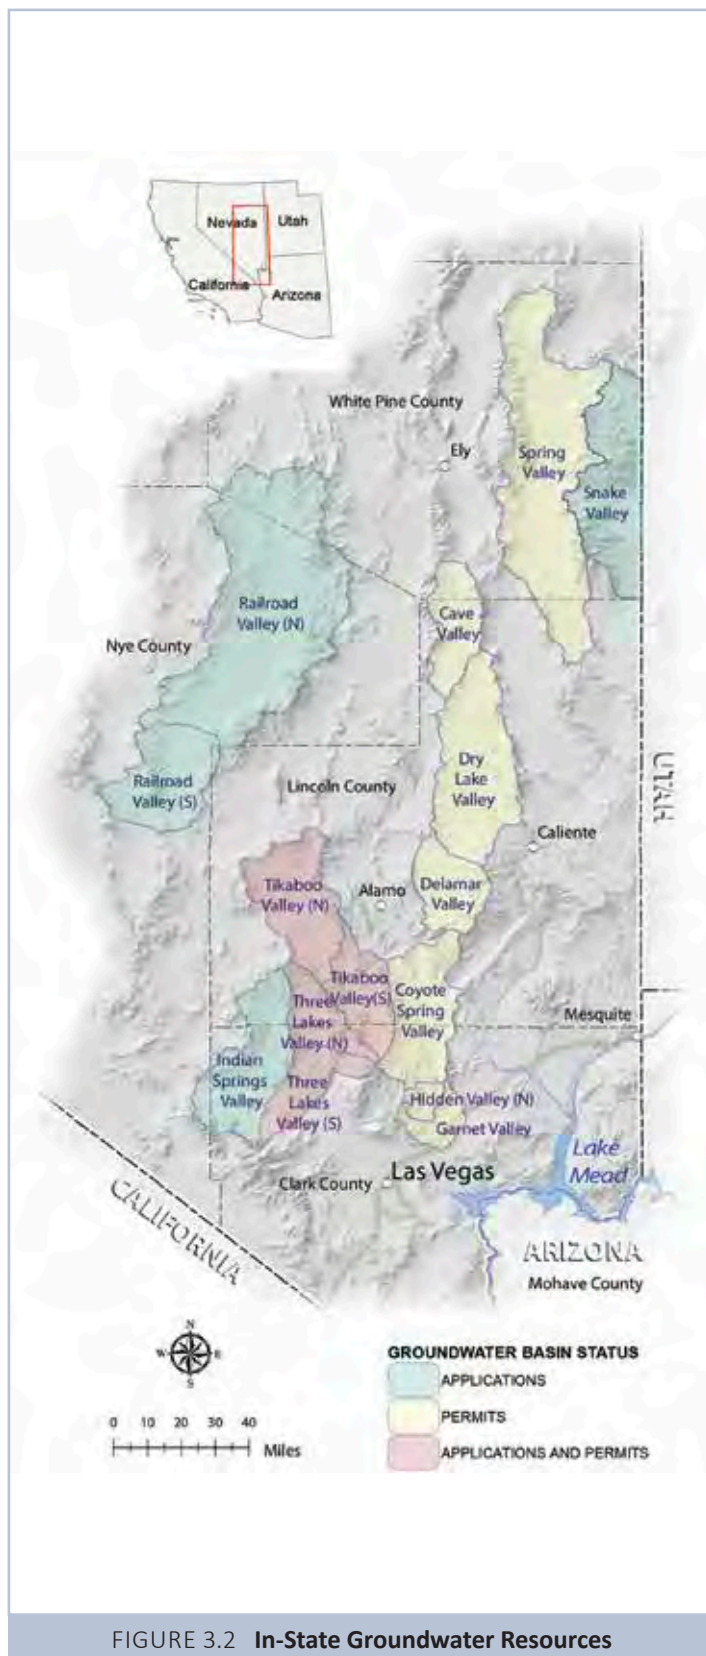 Nevada
Utah
California
Arizona
White Pine County
Ely
Spring
Valley
Snake
Valley
Railroad
Valley (N)
Cave
Valley
Nye County
Railroad
Valley (S)
Lincoln County
Dry
Lake
Valley
UTAH
Caliente
Tikaboo
Valley (N)
Alamo
Delamar
Valley
Tikaboo
Valley(S)
Three
Lakes
Valley (N)
Coyote
Spring
Valley
Mesquite
Indian
Springs
Valley
Three
Lakes
Valley (S)
Hidden Valley (N)
Garnet Valley
Lake
Mead
Las Vegas
Clark County
CALIFORNIA
ARIZONA
Mohave County
N
W E
S
0 10 20 30 40
Miles
GROUNDWATER BASIN STATUS
APPLICATIONS
PERMITS
APPLICATIONS AND PERMITS
FIGURE 3.2 In-State Groundwater Resources